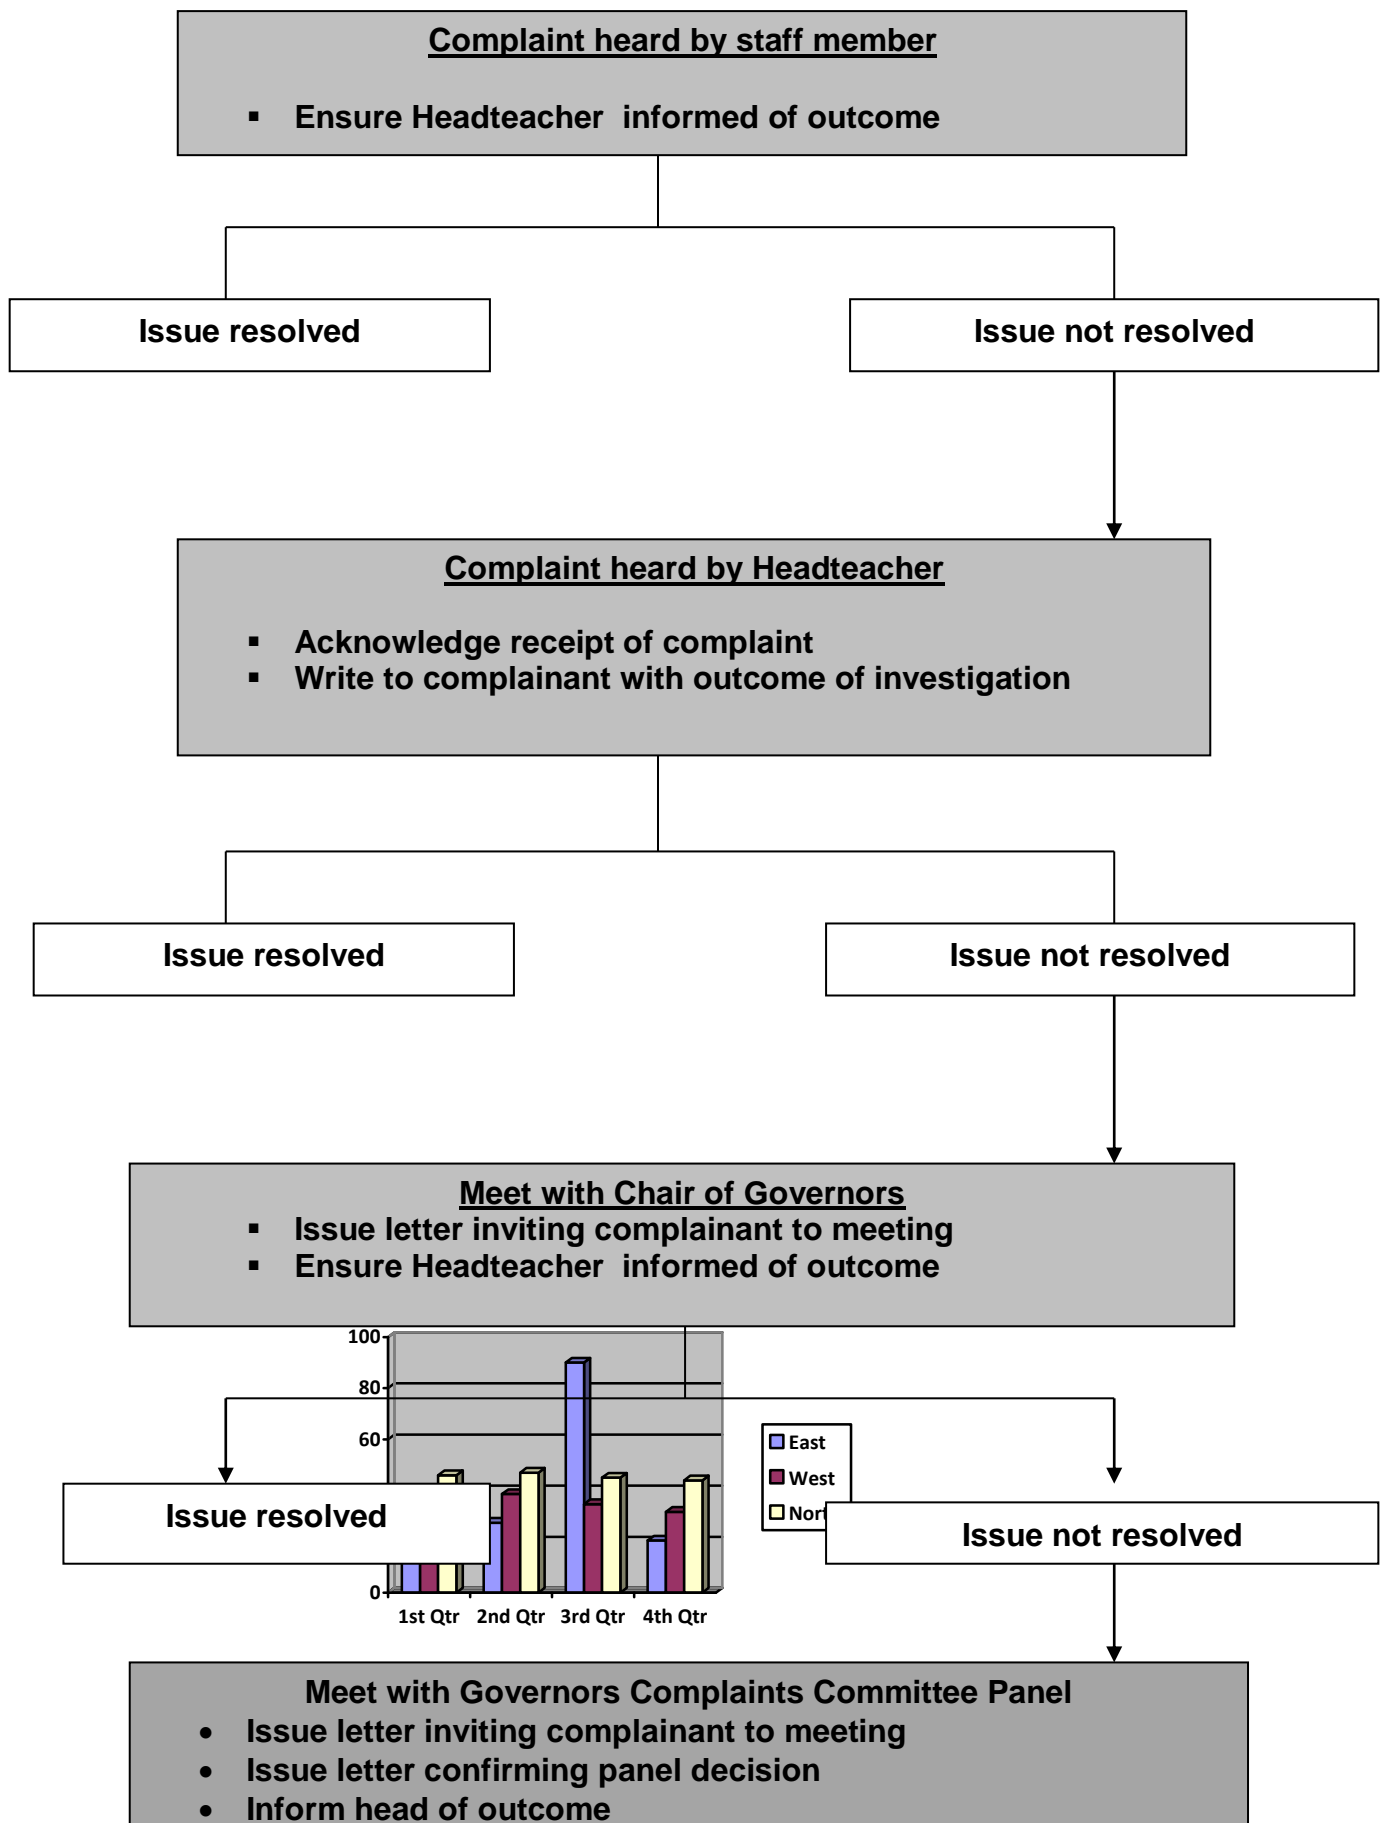 Complaint heard by staff member
▪ Ensure Headteacher  informed of outcome
Issue resolved
Issue not resolved
Complaint heard by Headteacher
▪ Acknowledge receipt of complaint
▪ Write to complainant with outcome of investigation
Issue resolved
Issue not resolved
Meet with Chair of Governors
▪ Issue letter inviting complainant to meeting
▪ Ensure Headteacher  informed of outcome
100
80
60
0
1st Qtr 2nd Qtr 3rd Qtr 4th Qtr
East
West
Issue resolved
Issue not resolved
Meet with Governors Complaints Committee Panel
• Issue letter inviting complainant to meeting
• Issue letter confirming panel decision
• Inform head of outcome